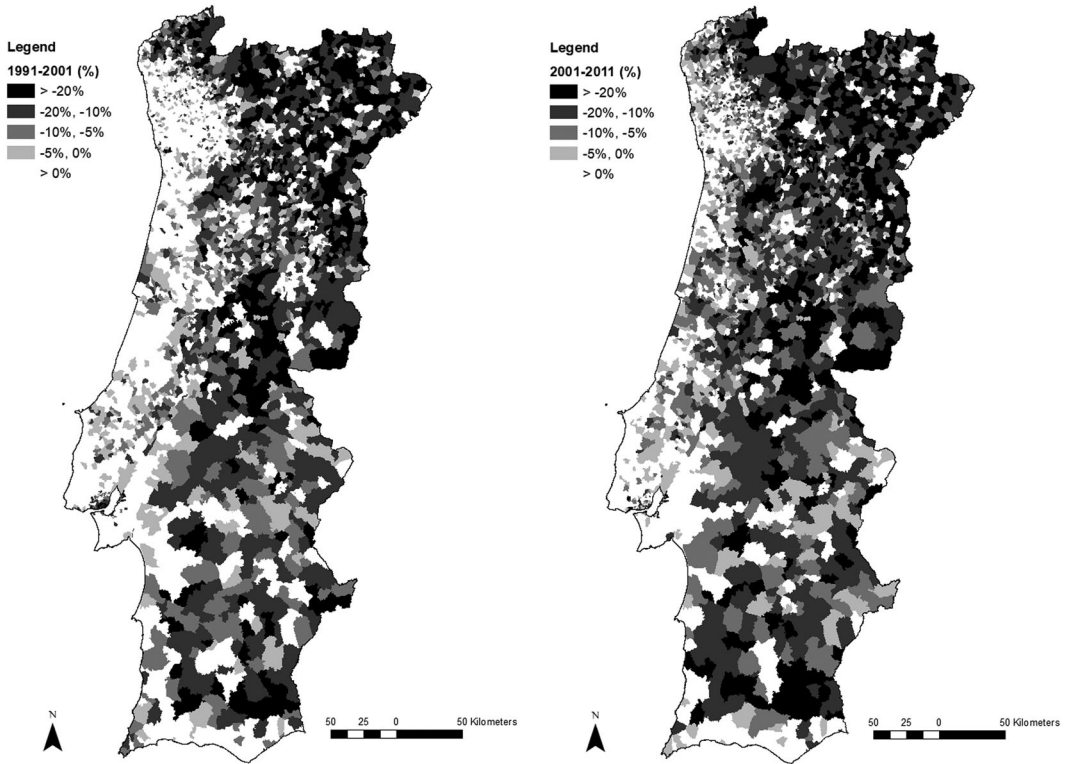 Legend
1991-2001 (%)
> -20%
-20%, -10%
-10%, -5%
-5%, 0%
> 0%
N
50 25 0 50 Kilometers
Legend
2001-2011 (%)
> -20%
-20%, -10%
-10%, -5%
-5%, 0%
> 0%
N
50 25 0 50 Kilometers